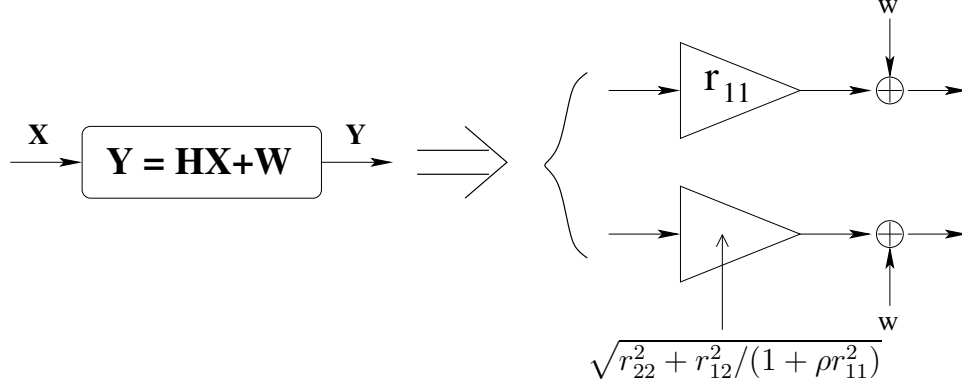 w
r₁₁
X
Y
Y = HX+W
w
√(r₂₂² + r₁₂²/(1 + ρr₁₁²))